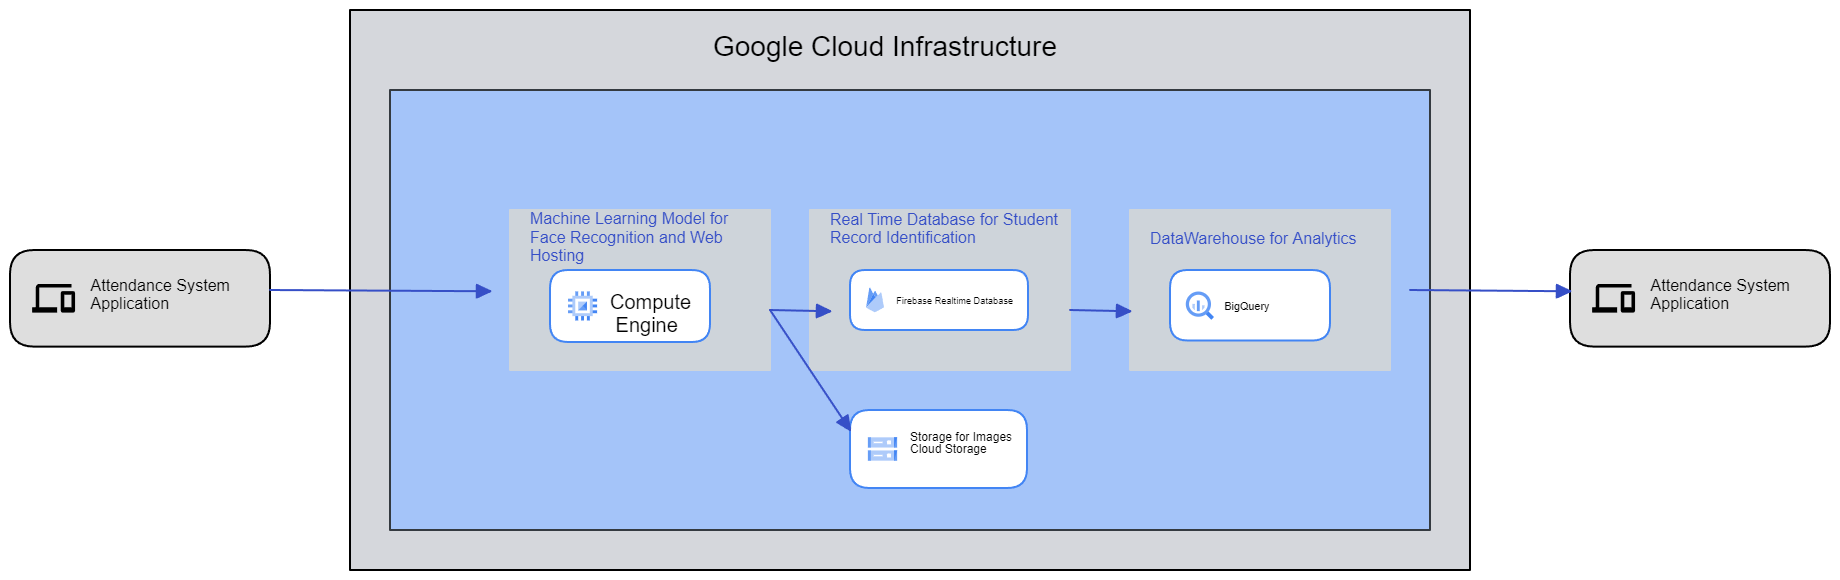 Google Cloud Infrastructure
Attendance System
Application
Machine Learning Model for
Face Recognition and Web
Hosting
Compute
Engine
Real Time Database for Student
Record Identification
Firebase Realtime Database
Storage for Images
Cloud Storage
DataWarehouse for Analytics
BigQuery
Attendance System
Application